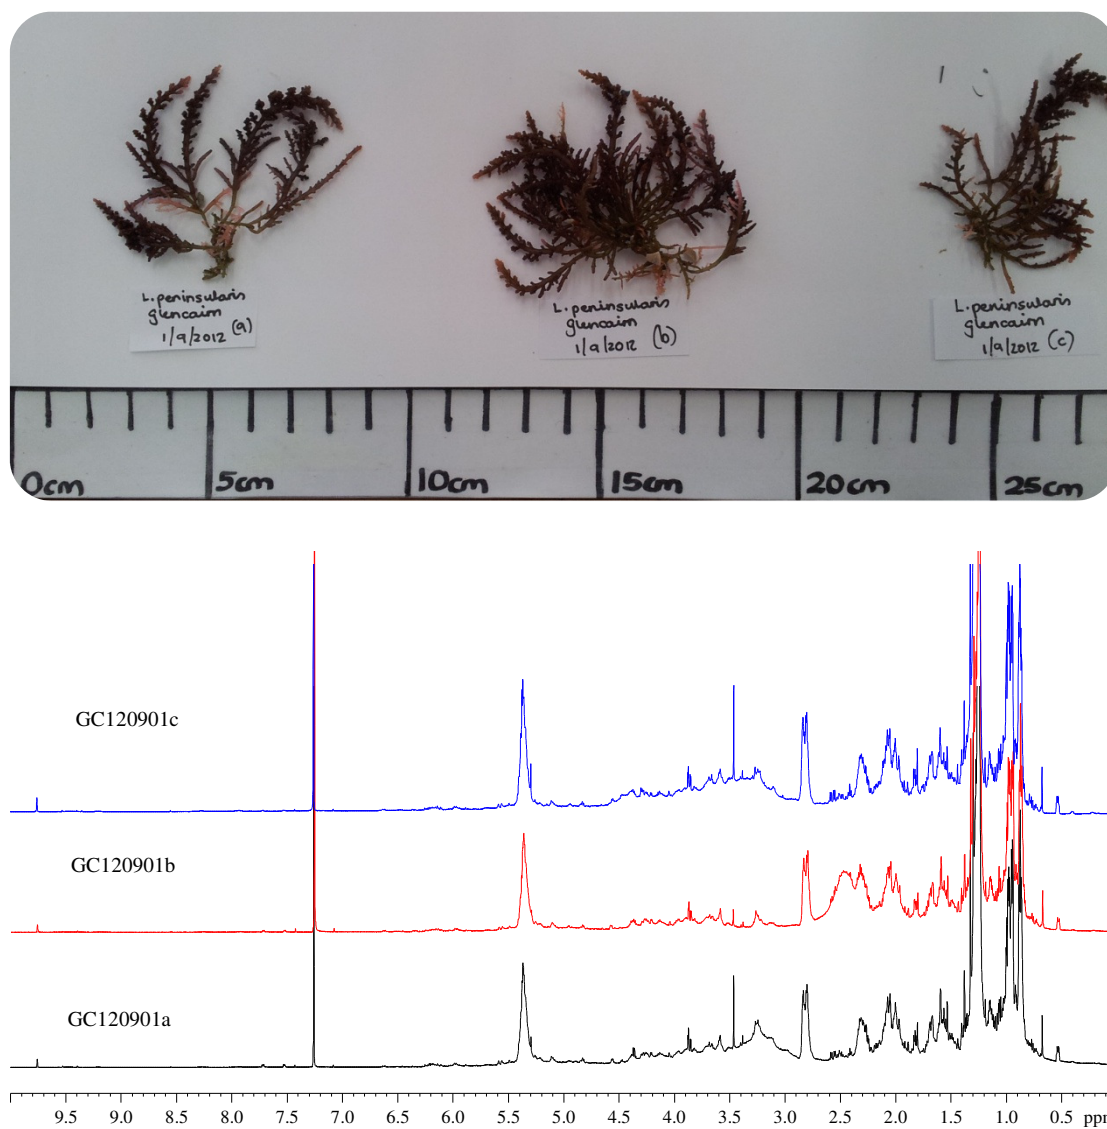 L. peninsularis
glencairn
1/9/2012 (a)
L. peninsularis
glencairn
1/9/2012 (b)
L. peninsularis
glencairn
1/9/2012 (c)
0cm 5cm 10cm 15cm 20cm 25cm
GC120901c
GC120901b
GC120901a
9.5 9.0 8.5 8.0 7.5 7.0 6.5 6.0 5.5 5.0 4.5 4.0 3.5 3.0 2.5 2.0 1.5 1.0 0.5 ppm